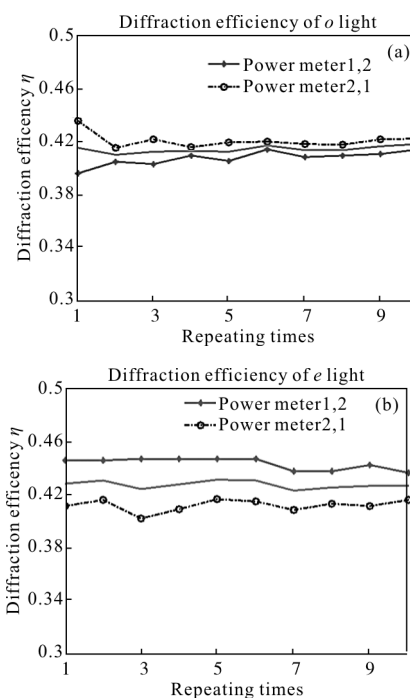 Diffraction efficiency of o light
(a)
Power meter1,2
Power meter2,1
Diffraction efficency η
0.5
0.46
0.42
0.38
0.34
0.3
1 3 5 7 9
Repeating times
Diffraction efficiency of e light
(b)
Power meter1,2
Power meter2,1
Diffraction efficency η
0.5
0.46
0.42
0.38
0.34
0.3
1 3 5 7 9
Repeating times